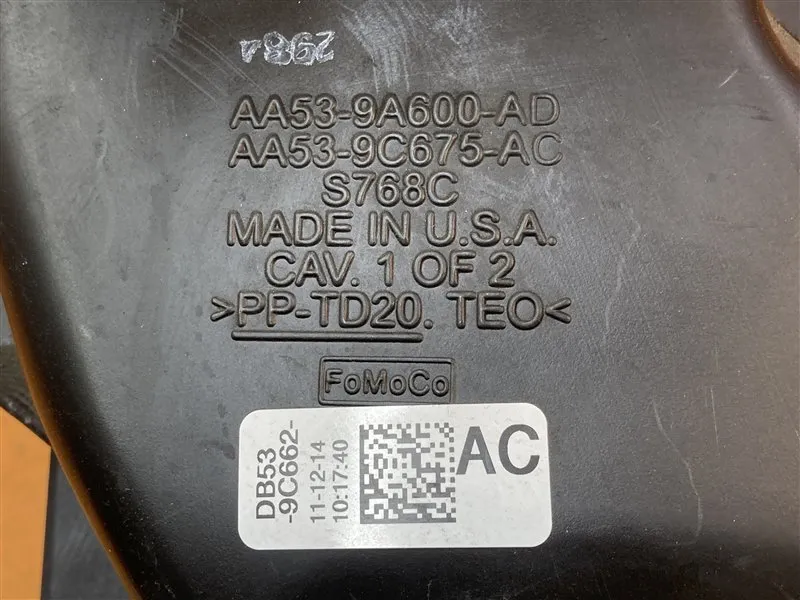 2984
AA53-9A600-AD
AA53-9C675-AC
S768C
MADE IN U.S.A.
CAV. 1 OF 2
>PP-TD20. TEO<
FoMoCo
DB53
-9C662-
11-12-14
10:17:40
AC